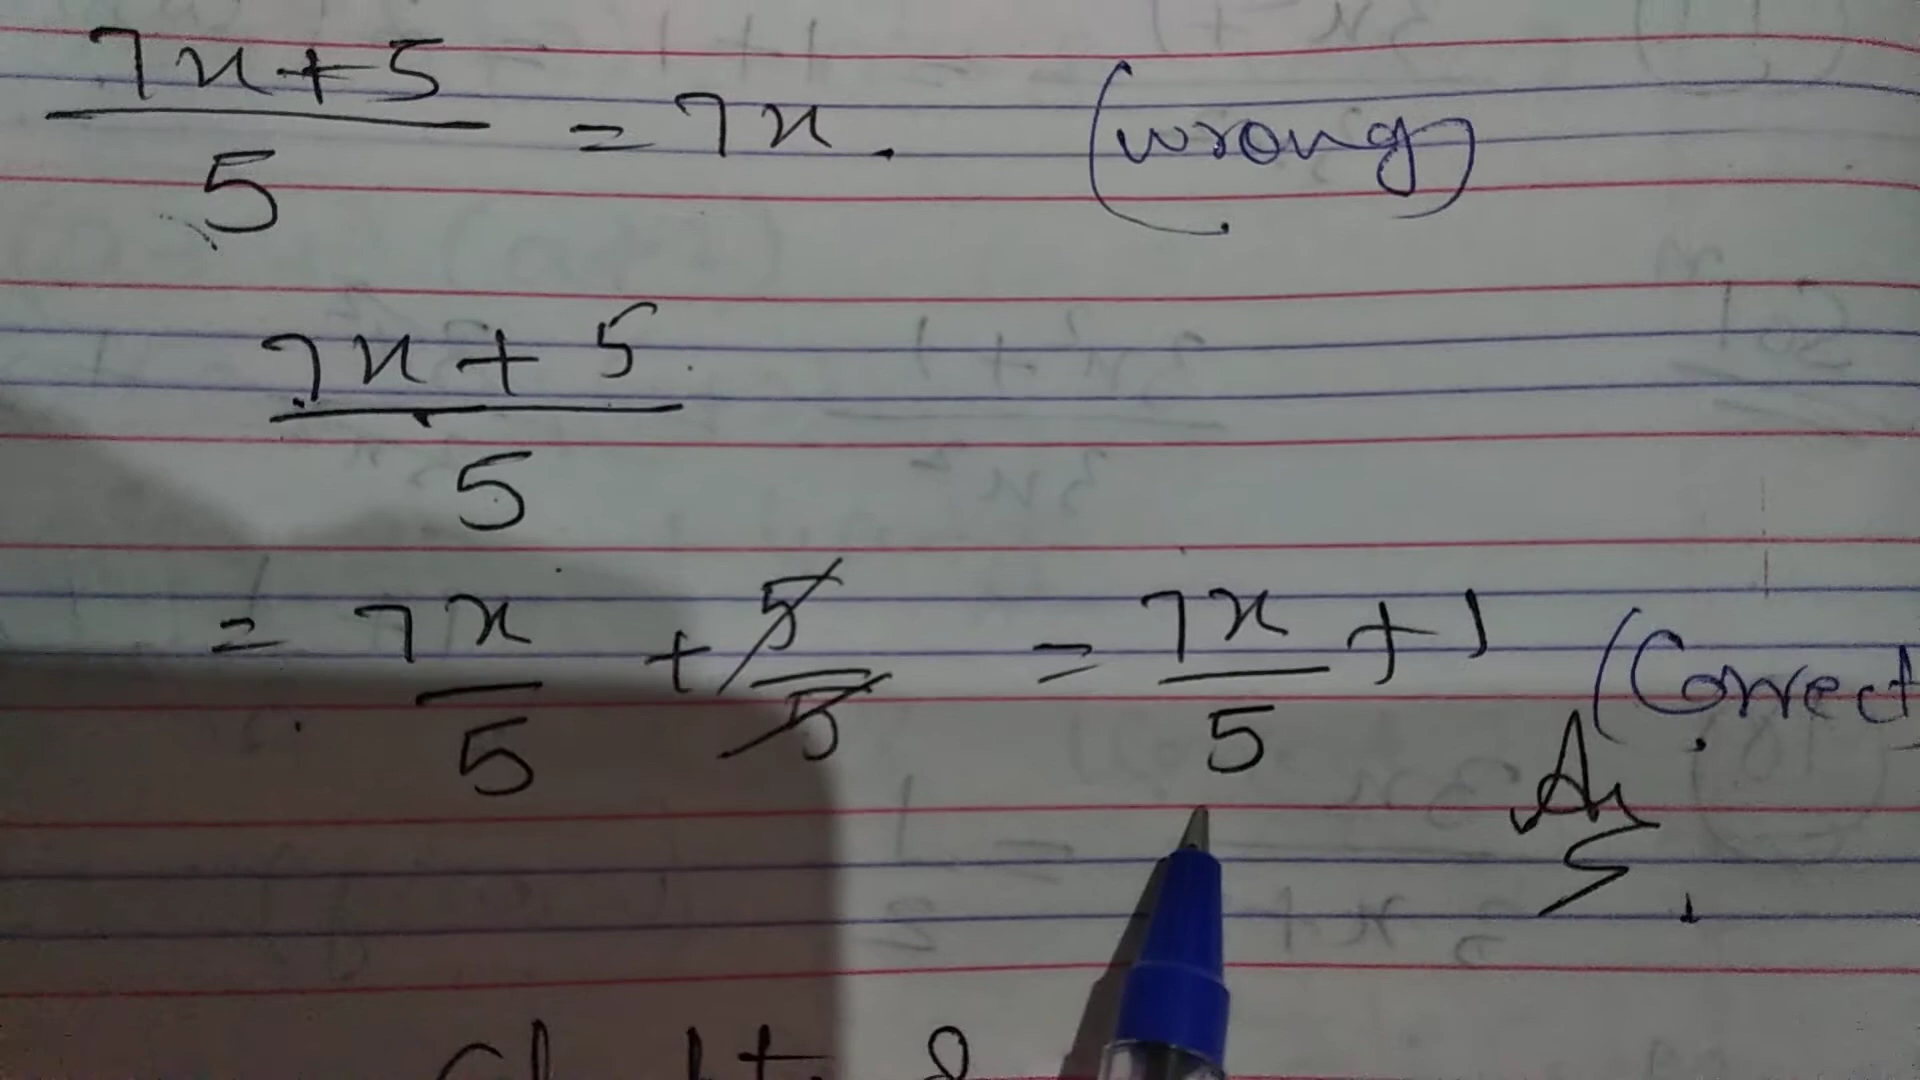 7x+5/5 = 7x. (wrong)
7x + 5/5
= 7x/5 + 5/5 = 7x/5 + 1 (Correct
Ans.